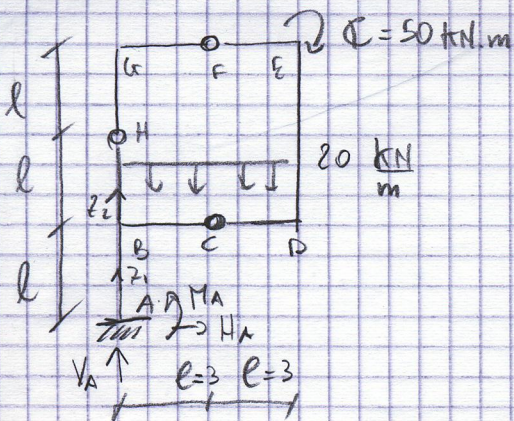 C = 50 KN.m
G F E
l
H
20 KN/m
l
Z2
B C D
l
Z1
A MA
HA
VA
l=3 l=3